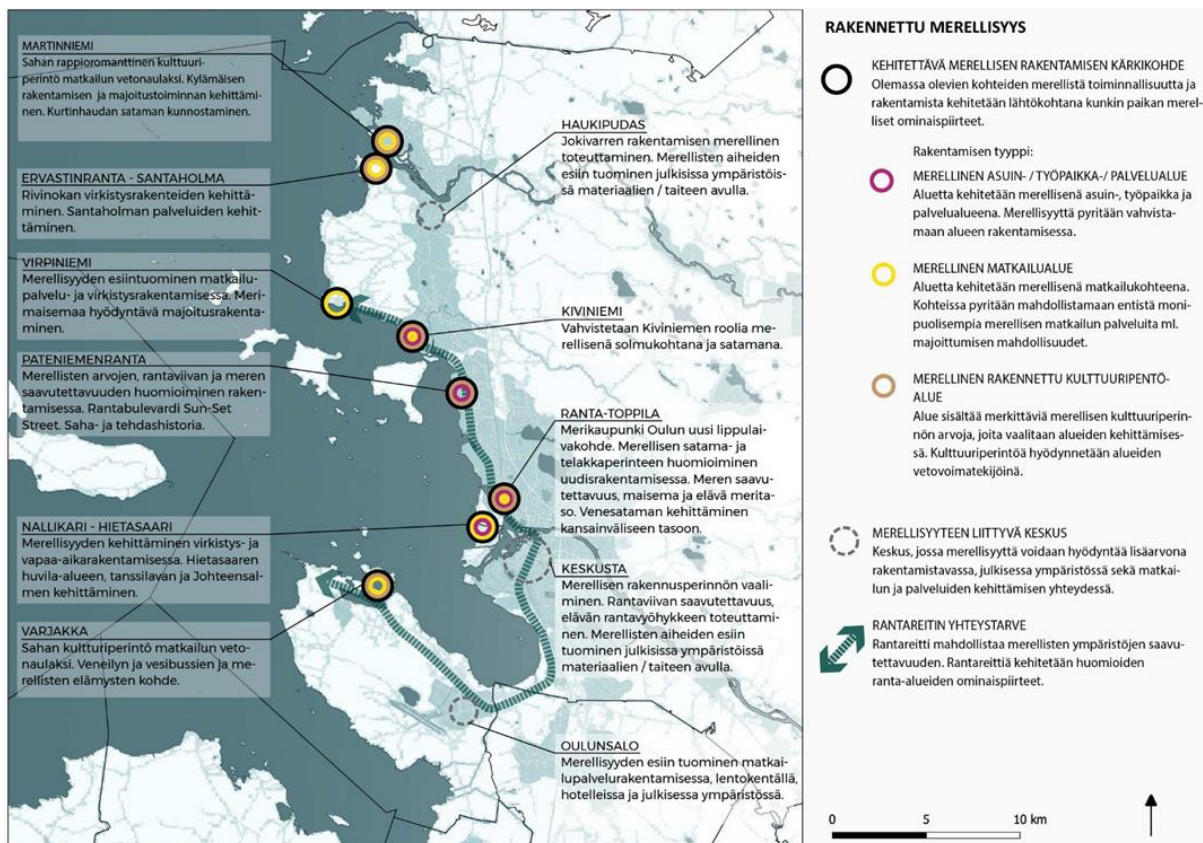 MARTINNIEMI
Sahan rappioromanttinen kulttuuri-
perintö matkailun vetonaulaksi. Kylämäisen
rakentamisen ja majoitustoiminnan kehittämi-
nen. Kurtinhaudan sataman kunnostaminen.
ERVASTINRANTA - SANTAHOLMA
Rivinokan virkistysrakenteiden kehittä-
minen. Santaholman palveluiden kehit-
täminen.
VIRPINIEMI
Merellisyyden esiintuominen matkailu-
palvelu- ja virkistysrakentamisessa. Meri-
maisemaa hyödyntävä majoitusrakenta-
minen.
PATENIEMENRANTA
Merellisten arvojen, rantaviivan ja meren
saavutettavuuden huomioiminen raken-
tamisessa. Rantabulevardi Sun-Set
Street. Saha- ja tehdashistoria.
NALLIKARI - HIETASAARI
Merellisyyden kehittäminen virkistys- ja
vapaa-aikarakentamisessa. Hietasaaren
huvila-alueen, tanssilavan ja Johteensal-
men kehittäminen.
VARJAKKA
Sahan kulttuuriperintö matkailun veto-
naulaksi. Veneilyn ja vesibussien ja me-
rellisten elämysten kohde.
HAUKIPUDAS
Jokivarren rakentamisen merellinen
toteuttaminen. Merellisten aiheiden
esiin tuominen julkisissa ympäristöis-
sä materiaalien / taiteen avulla.
KIVINIEMI
Vahvistetaan Kiviniemen roolia me-
rellisenä solmukohtana ja satamana.
RANTA-TOPPILA
Merikaupunki Oulun uusi lippulai-
vakohde. Merellisen satama- ja
telakkaperinteen huomioiminen
uudisrakentamisessa. Meren saavu-
tettavuus, maisema ja elävä merita-
so. Venesataman kehittäminen
kansainväliseen tasoon.
KESKUSTA
Merellisen rakennusperinnön vaali-
minen. Rantaviivan saavutettavuus,
elävän rantavyöhykkeen toteuttami-
nen. Merellisten aiheiden esiin
tuominen julkisissa ympäristöissä
materiaalien / taiteen avulla.
OULUNSALO
Merellisyyden esiin tuominen matkai-
lupalvelurakentamisessa, lentokentällä,
hotelleissa ja julkisessa ympäristössä.
RAKENNETTU MERELLISYYS
KEHITETTÄVÄ MERELLISEN RAKENTAMISEN KÄRKIKOHDE
Olemassa olevien kohteiden merellistä toiminnallisuutta ja
rakentamista kehitetään lähtökohtana kunkin paikan merel-
liset ominaispiirteet.
Rakentamisen tyyppi:
MERELLINEN ASUIN- / TYÖPAIKKA-/ PALVELUALUE
Aluetta kehitetään merellisenä asuin-, työpaikka ja
palvelualueena. Merellisyyttä pyritään vahvista-
maan alueen rakentamisessa.
MERELLINEN MATKAILUALUE
Aluetta kehitetään merellisenä matkailukohteena.
Kohteissa pyritään mahdollistamaan entistä moni-
puolisempia merellisen matkailun palveluita ml.
majoittumisen mahdollisuudet.
MERELLINEN RAKENNETTU KULTTUURIPENTÖ-
ALUE
Alue sisältää merkittäviä merellisen kulttuuriperin-
nön arvoja, joita vaalitaan alueiden kehittämises-
sä. Kulttuuriperintöä hyödynnetään alueiden
vetovoimatekijöinä.
MERELLISYYTEEN LIITTYVÄ KESKUS
Keskus, jossa merellisyyttä voidaan hyödyntää lisäarvona
rakentamistavassa, julkisessa ympäristössä sekä matkai-
lun ja palveluiden kehittämisen yhteydessä.
RANTAREITIN YHTEYSTARVE
Rantareitti mahdollistaa merellisten ympäristöjen saavu-
tettavuuden. Rantareittiä kehitetään huomioiden
ranta-alueiden ominaispiirteet.
0 5 10 km